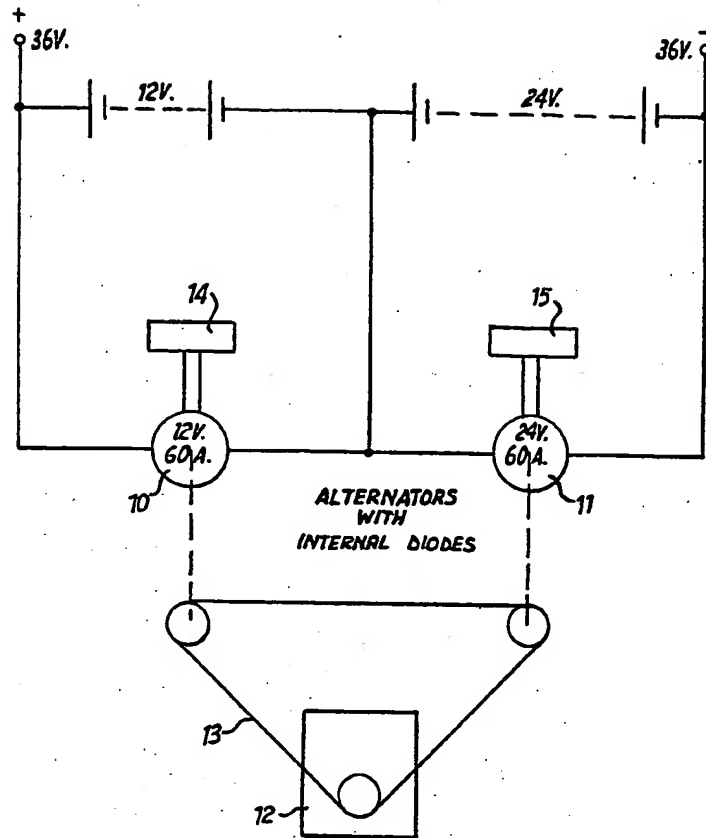 +
36V.
-
36V.
12V.
24V.
14
15
12V.
60A.
24V.
60A.
10
11
ALTERNATORS
WITH
INTERNAL DIODES
13
12